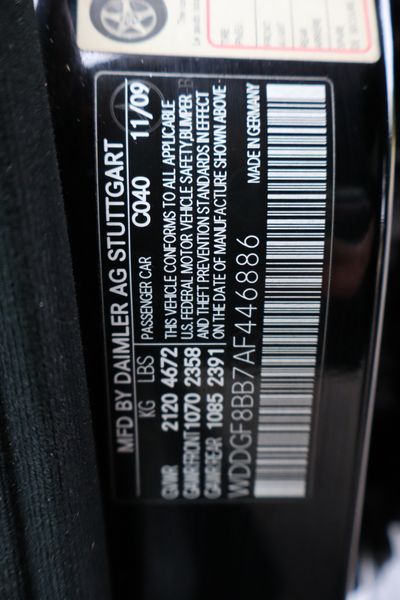 MFD BY DAIMLER AG STUTTGART
KG LBS PASSENGER CAR C040 11/09
GVWR 2120 4672 THIS VEHICLE CONFORMS TO ALL APPLICABLE
GAWR FRONT 1070 2358 U.S. FEDERAL MOTOR VEHICLE SAFETY, BUMPER
GAWR REAR 1085 2391 AND THEFT PREVENTION STANDARDS IN EFFECT
ON THE DATE OF MANUFACTURE SHOWN ABOVE
WDDGF8BB7AF446886 MADE IN GERMANY
TIRE